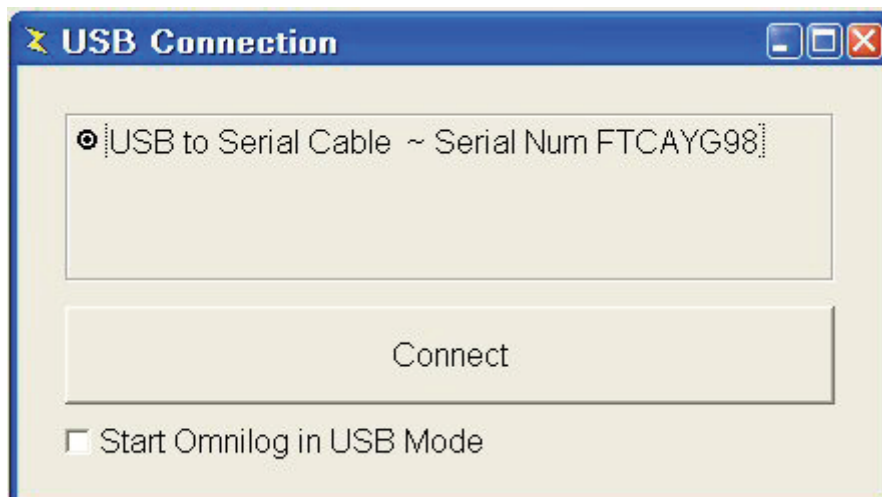 USB Connection
USB to Serial Cable ~ Serial Num FTCAYG98
Connect
Start Omnilog in USB Mode